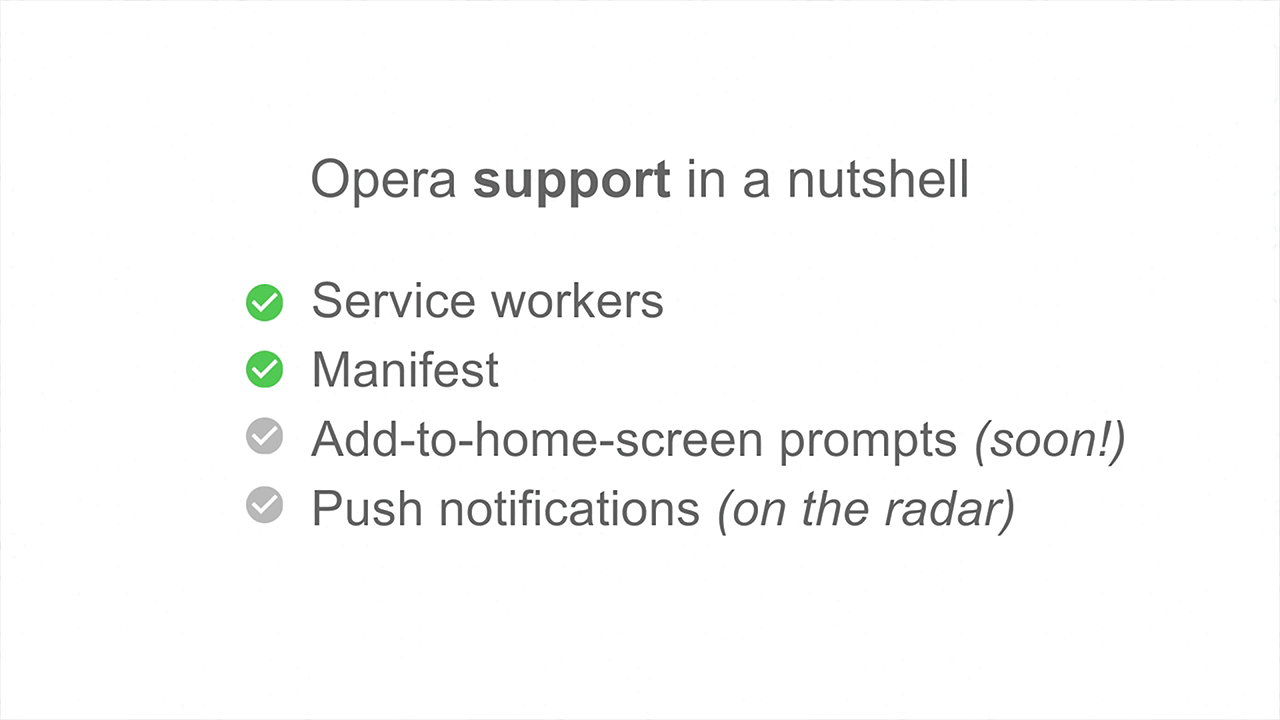 Opera support in a nutshell
Service workers
Manifest
Add-to-home-screen prompts (soon!)
Push notifications (on the radar)